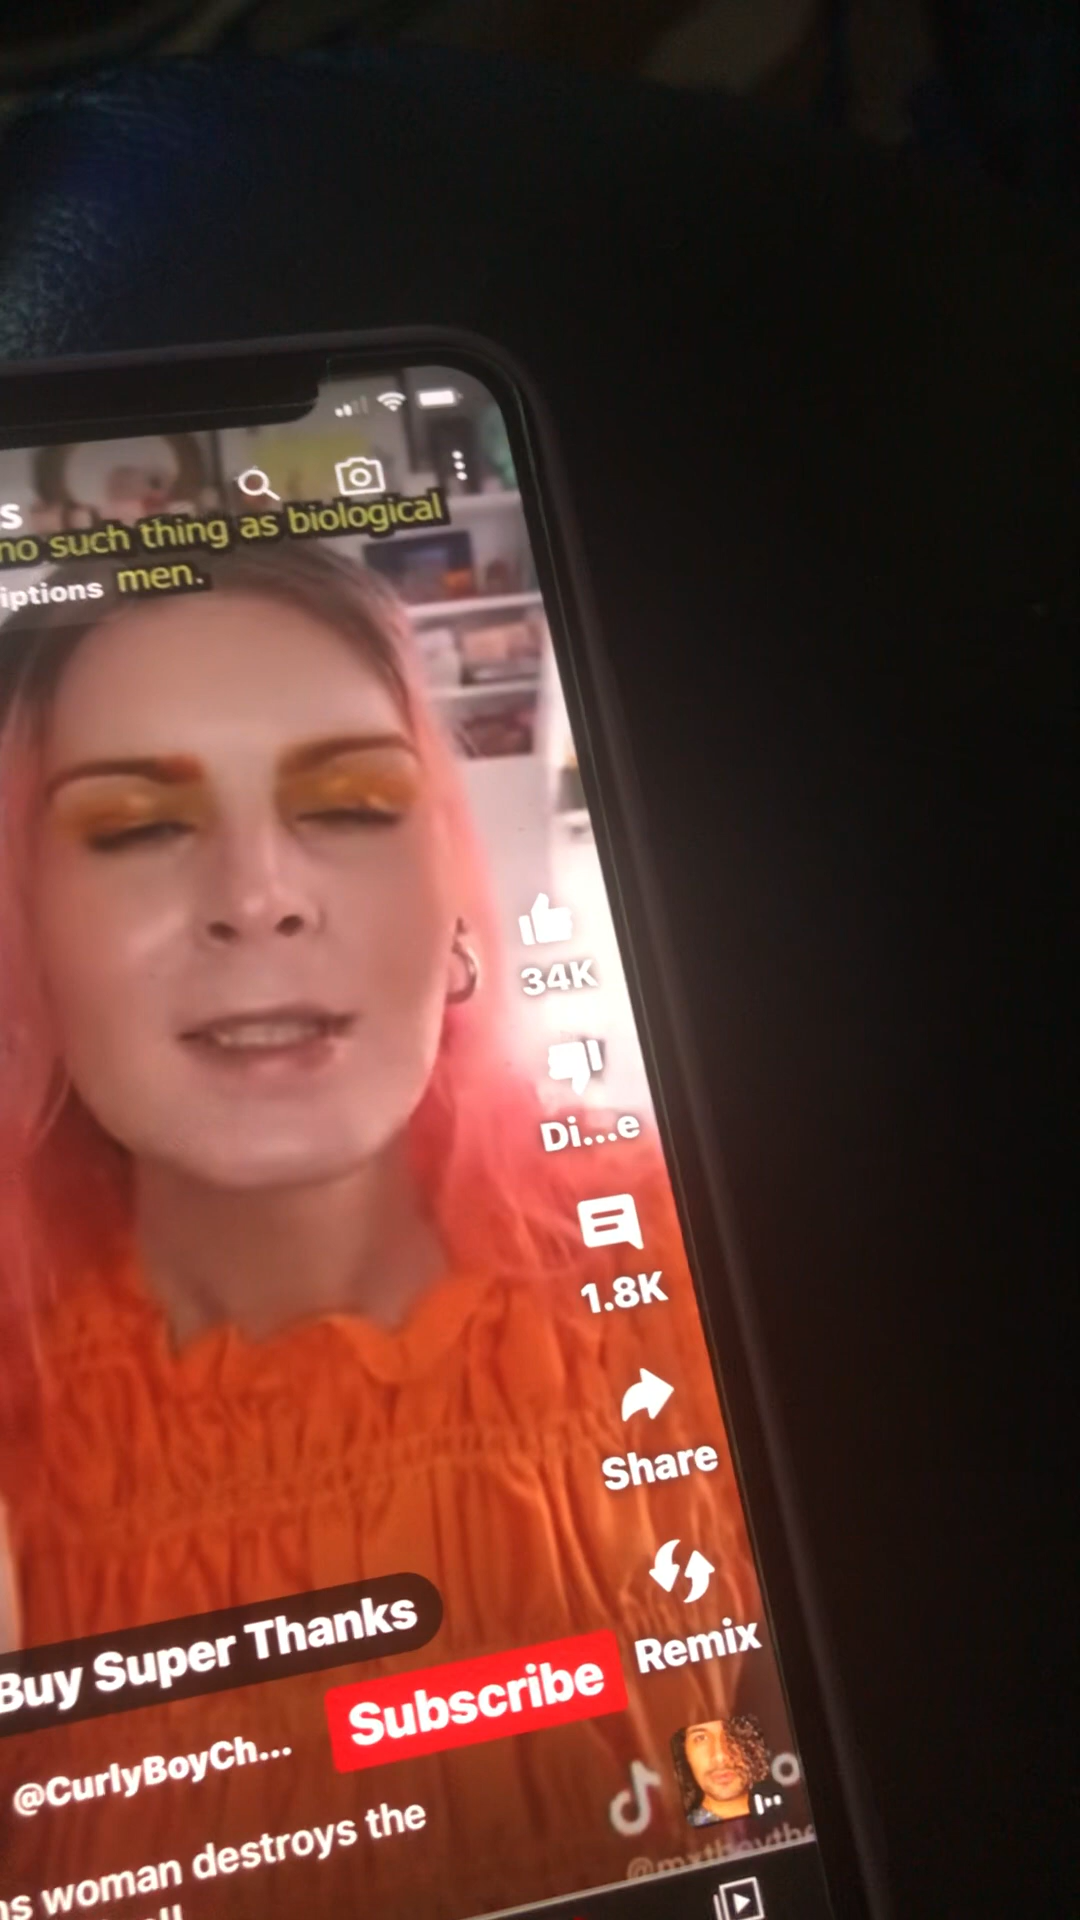 s
no such thing as biological
iptions men.
34K
Di...e
1.8K
Share
Remix
Buy Super Thanks
Subscribe
@CurlyBoyCh...
ns woman destroys the